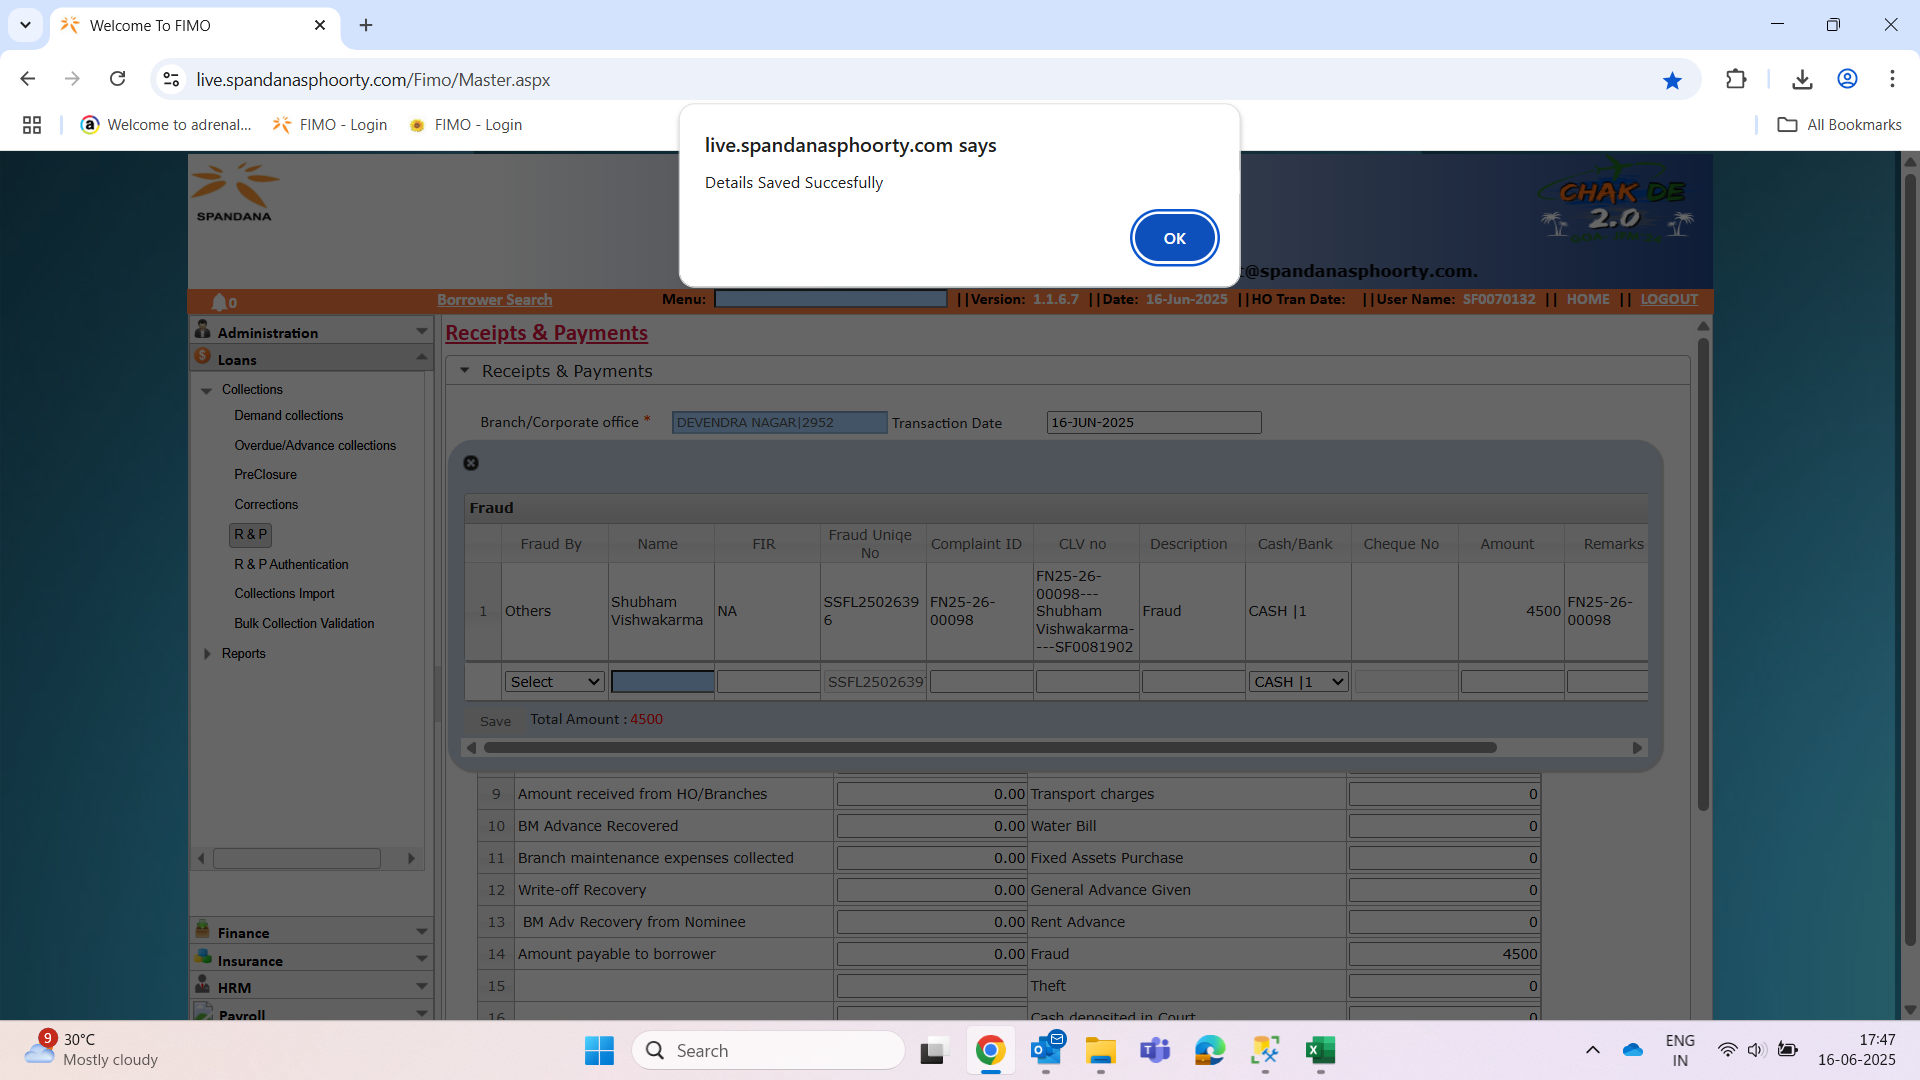 Welcome To FIMO
live.spandanasphoorty.com/Fimo/Master.aspx
Welcome to adrenal...
FIMO - Login
FIMO - Login
All Bookmarks
live.spandanasphoorty.com says
Details Saved Succesfully
OK
SPANDANA
CHAK DE
2.0
@spandanasphoorty.com.
0
Borrower Search
Menu:
||Version: 1.1.6.7 ||Date: 16-Jun-2025 ||HO Tran Date: ||User Name: SF0070132 || HOME || LOGOUT
Administration
Loans
Collections
Demand collections
Overdue/Advance collections
PreClosure
Corrections
R & P
R & P Authentication
Collections Import
Bulk Collection Validation
Reports
Finance
Insurance
HRM
Payroll
Receipts & Payments
Receipts & Payments
Branch/Corporate office * DEVENDRA NAGAR|2952 Transaction Date 16-JUN-2025
Fraud
Fraud By Name FIR Fraud Uniqe No Complaint ID CLV no Description Cash/Bank Cheque No Amount Remarks
1 Others Shubham Vishwakarma NA SSFL25026396 FN25-26-00098 FN25-26-00098---Shubham Vishwakarma----SF0081902 Fraud CASH |1 4500 FN25-26-00098
Select SSFL2502639 CASH |1
Save Total Amount : 4500
9 Amount received from HO/Branches 0.00 Transport charges 0
10 BM Advance Recovered 0.00 Water Bill 0
11 Branch maintenance expenses collected 0.00 Fixed Assets Purchase 0
12 Write-off Recovery 0.00 General Advance Given 0
13 BM Adv Recovery from Nominee 0.00 Rent Advance 0
14 Amount payable to borrower 0.00 Fraud 4500
15 Theft 0
16 Cash deposited in Court 0
9
30°C
Mostly cloudy
Search
ENG
IN
17:47
16-06-2025